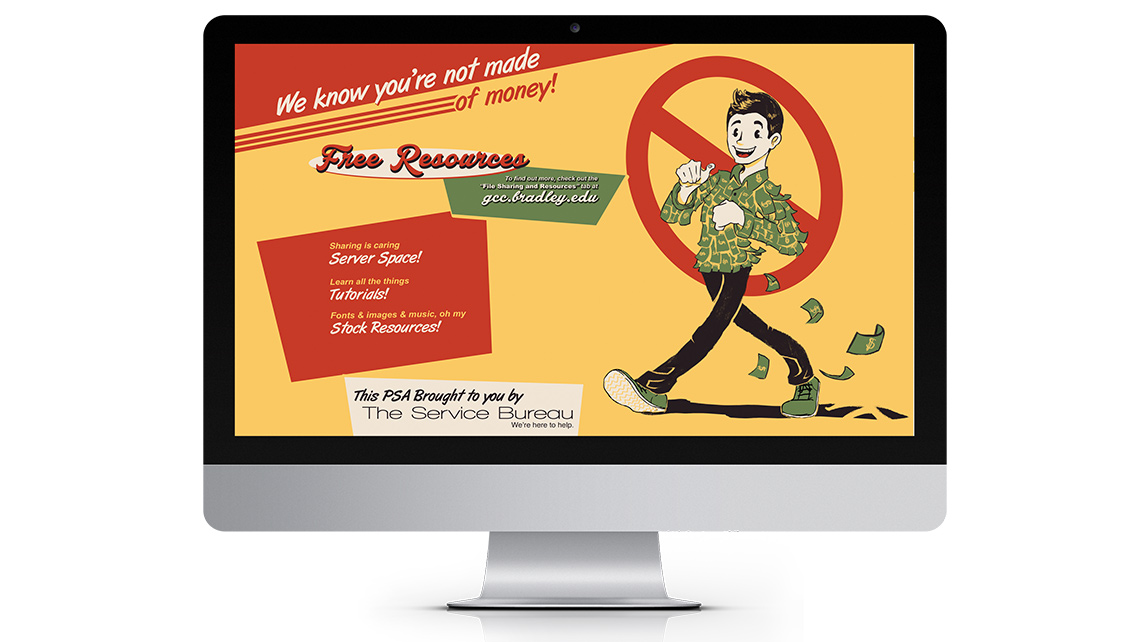 We know you're not made
of money!
Free Resources
To find out more, check out the
"File Sharing and Resources" tab at
gcc.bradley.edu
Sharing is caring
Server Space!
Learn all the things
Tutorials!
Fonts & images & music, oh my
Stock Resources!
This PSA Brought to you by
The Service Bureau
We're here to help.